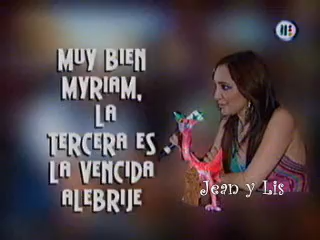 MUY BIEN
MYRIAM,
LA
TERCERA ES
LA VENCIDA
ALEBRIJE
Jean y Lis